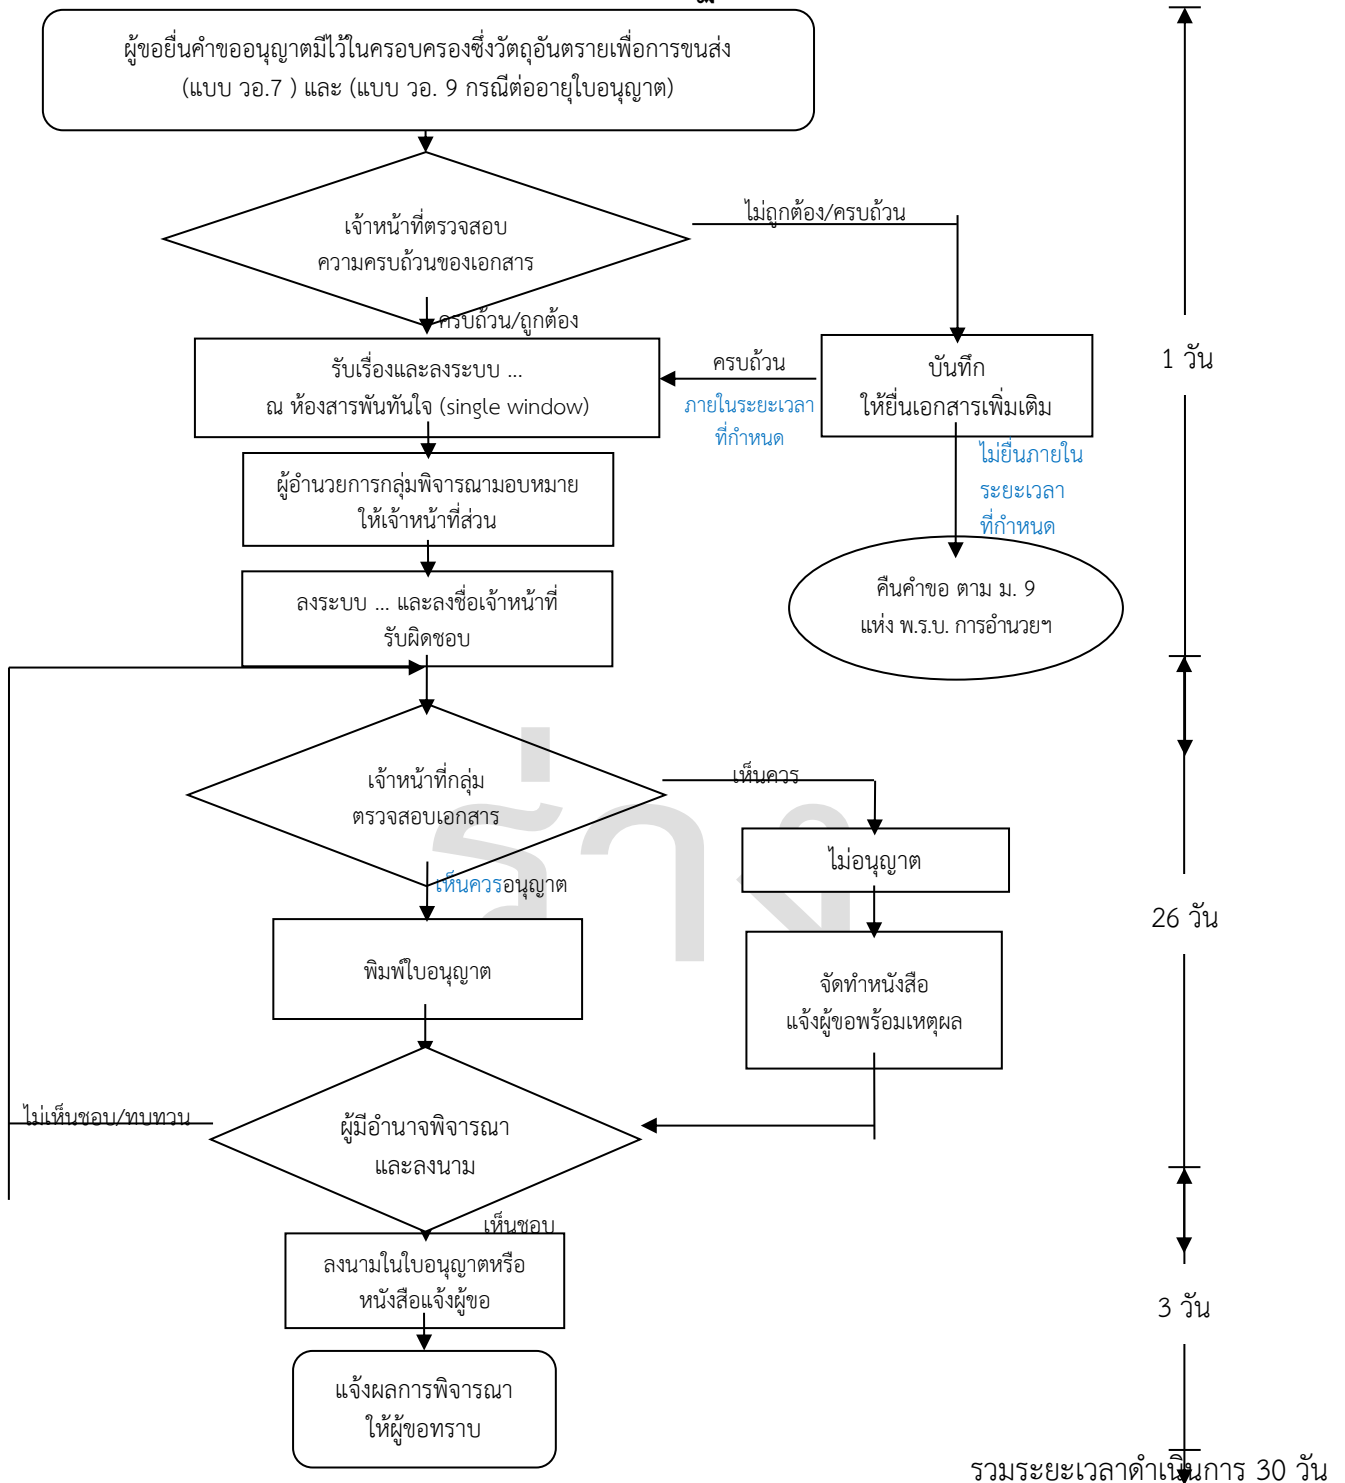 ผู้ขอยื่นคำขออนุญาตมีไว้ในครอบครองซึ่งวัตถุอันตรายเพื่อการขนส่ง
(แบบ วอ.7 ) และ (แบบ วอ. 9 กรณีต่ออายุใบอนุญาต)
เจ้าหน้าที่ตรวจสอบ
ความครบถ้วนของเอกสาร
ไม่ถูกต้อง/ครบถ้วน
ครบถ้วน/ถูกต้อง
รับเรื่องและลงระบบ ...
ณ ห้องสารพันทันใจ (single window)
ครบถ้วน
ภายในระยะเวลา
ที่กำหนด
บันทึก
ให้ยื่นเอกสารเพิ่มเติม
1 วัน
ไม่ยื่นภายใน
ระยะเวลา
ที่กำหนด
ผู้อำนวยการกลุ่มพิจารณามอบหมาย
ให้เจ้าหน้าที่ส่วน
คืนคำขอ ตาม ม. 9
แห่ง พ.ร.บ. การอำนวยฯ
ลงระบบ ... และลงชื่อเจ้าหน้าที่
รับผิดชอบ
เจ้าหน้าที่กลุ่ม
ตรวจสอบเอกสาร
เห็นควร
ไม่อนุญาต
ร่าง
เห็นควรอนุญาต
26 วัน
พิมพ์ใบอนุญาต
จัดทำหนังสือ
แจ้งผู้ขอพร้อมเหตุผล
ไม่เห็นชอบ/ทบทวน
ผู้มีอำนาจพิจารณา
และลงนาม
เห็นชอบ
ลงนามในใบอนุญาตหรือ
หนังสือแจ้งผู้ขอ
3 วัน
แจ้งผลการพิจารณา
ให้ผู้ขอทราบ
รวมระยะเวลาดำเนินการ 30 วัน